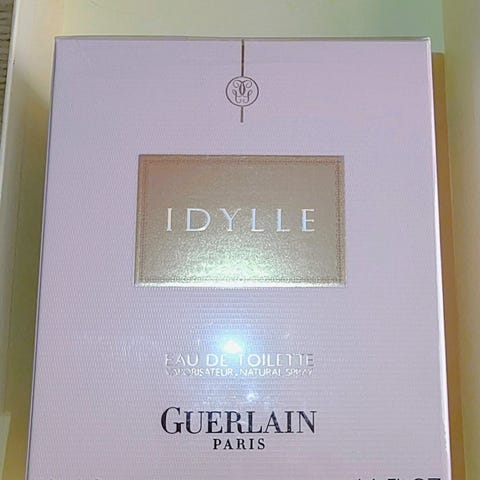 IDYLLE
EAU DE TOILETTE
VAPORISATEUR. NATURAL SPRAY
GUERLAIN
PARIS